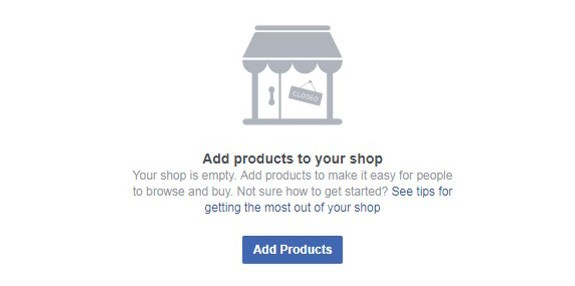 CLOSED
Add products to your shop
Your shop is empty. Add products to make it easy for people
to browse and buy. Not sure how to get started? See tips for
getting the most out of your shop
Add Products